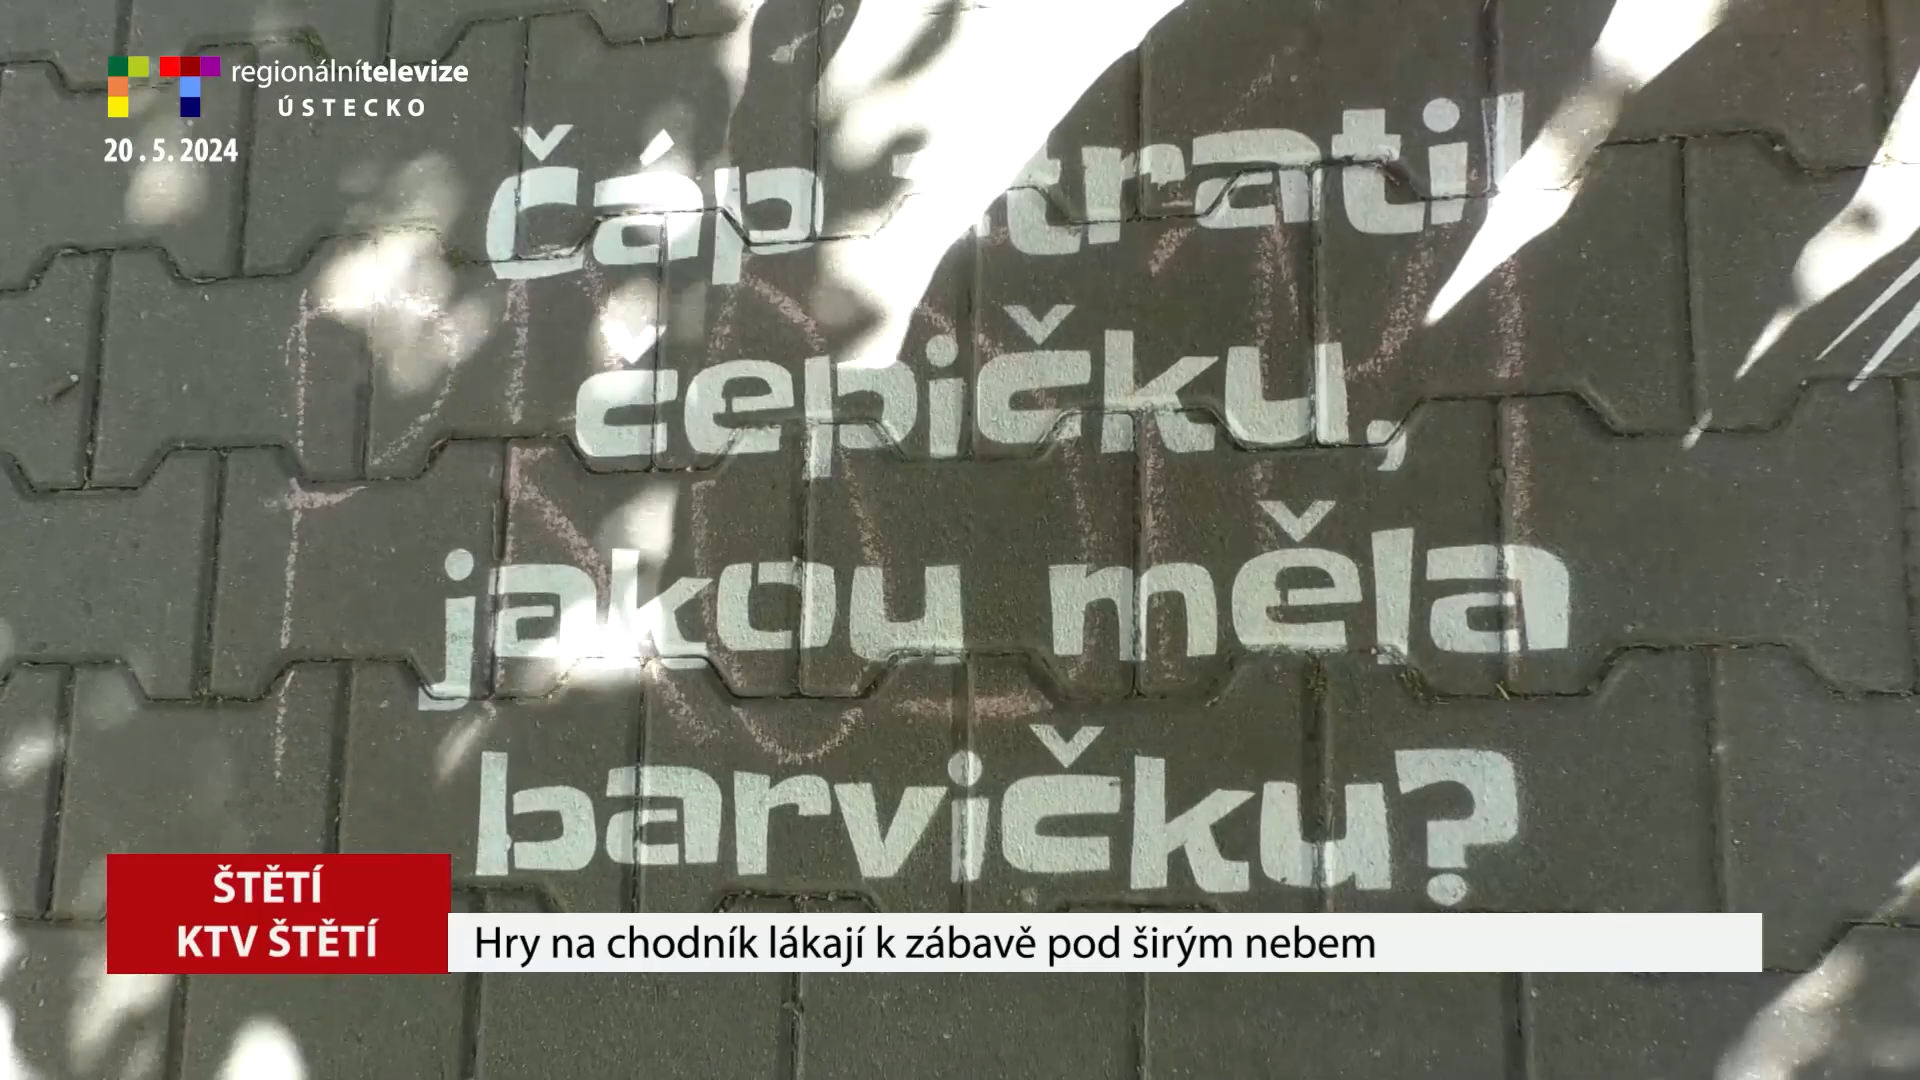 regionálnítelevize
ÚSTECKO
20 . 5. 2024
čáp ztratil
čepičku,
jakou měla
barvičku?
ŠTĚTÍ
KTV ŠTĚTÍ
Hry na chodník lákají k zábavě pod širým nebem